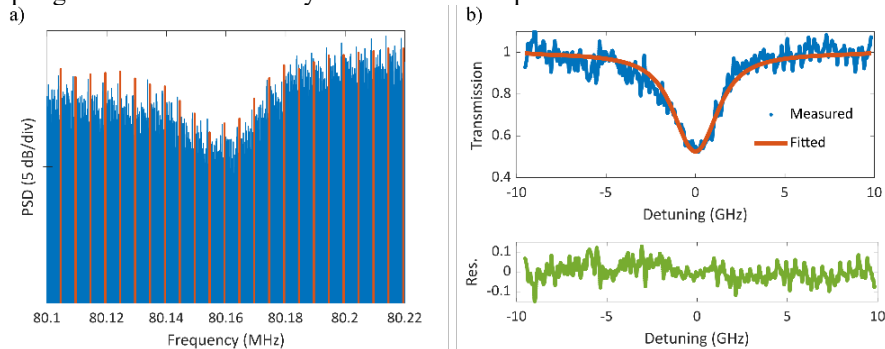 a)
b)
PSD (5 dB/div)
80.1 80.12 80.14 80.16 80.18 80.2 80.22
Frequency (MHz)
Transmission
1
0.8
0.6
0.4
Measured
Fitted
-10 -5 0 5 10
Detuning (GHz)
Res.
0.1
0
-0.1
-10 -5 0 5 10
Detuning (GHz)